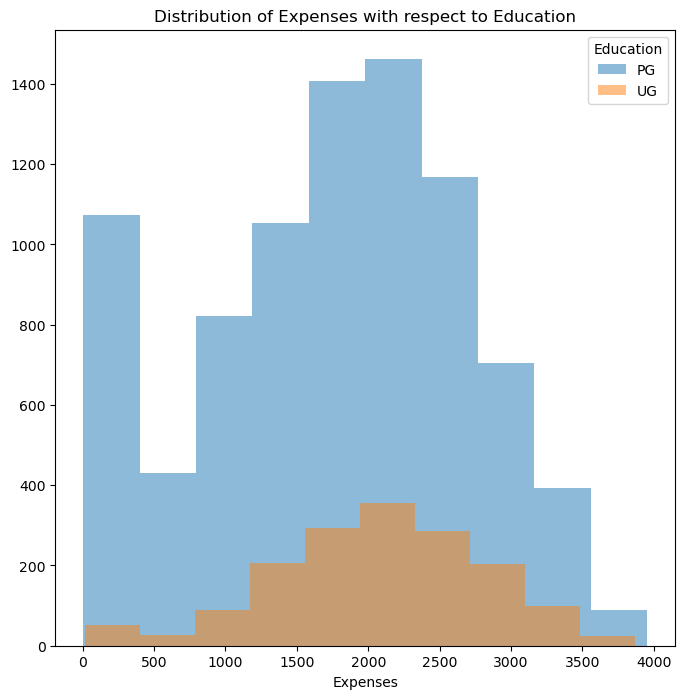 Distribution of Expenses with respect to Education
Education
PG
UG
1400
1200
1000
800
600
400
200
0
0 500 1000 1500 2000 2500 3000 3500 4000
Expenses